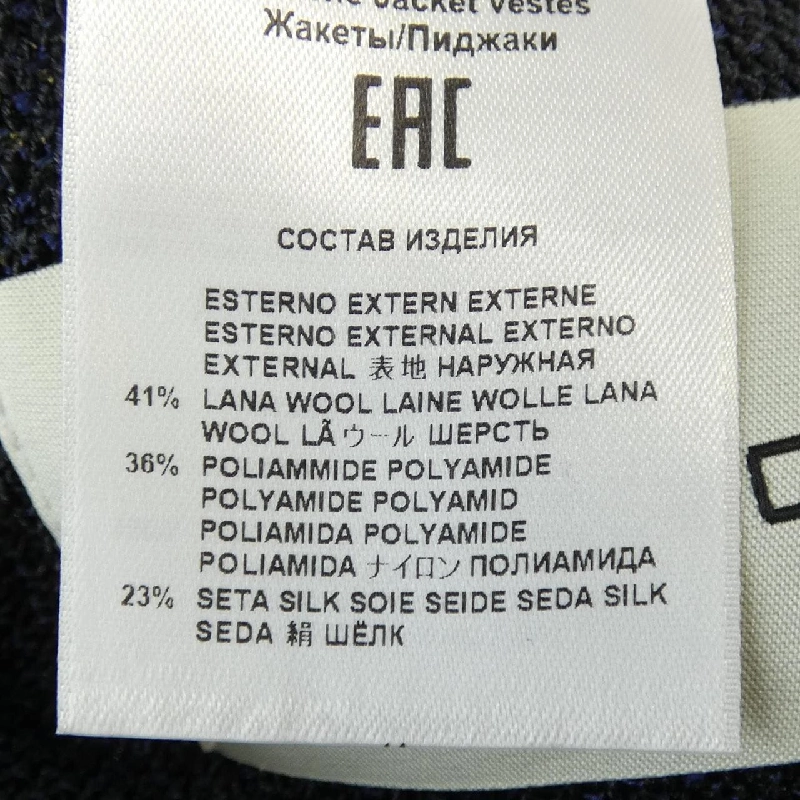 Jacket Vestes
Жакеты/Пиджаки
EAC
СОСТАВ ИЗДЕЛИЯ
ESTERNO EXTERN EXTERNE
ESTERNO EXTERNAL EXTERNO
EXTERNAL 表地 НАРУЖНАЯ
41% LANA WOOL LAINE WOLLE LANA
WOOL LÃ ウール ШЕРСТЬ
36% POLIAMMIDE POLYAMIDE
POLYAMIDE POLYAMID
POLIAMIDA POLYAMIDE
POLIAMIDA ナイロン ПОЛИАМИДА
23% SETA SILK SOIE SEIDE SEDA SILK
SEDA 絹 ШЁЛК